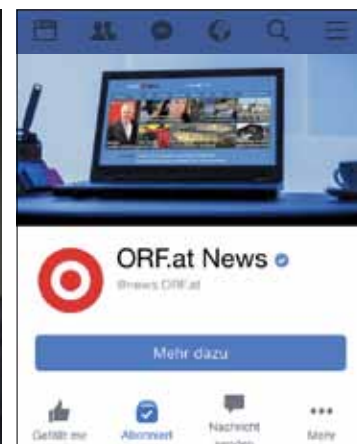 ORF.at News
@news.ORF.at
Mehr dazu
Gefällt mir
Abonniert
Nachricht
senden
Mehr